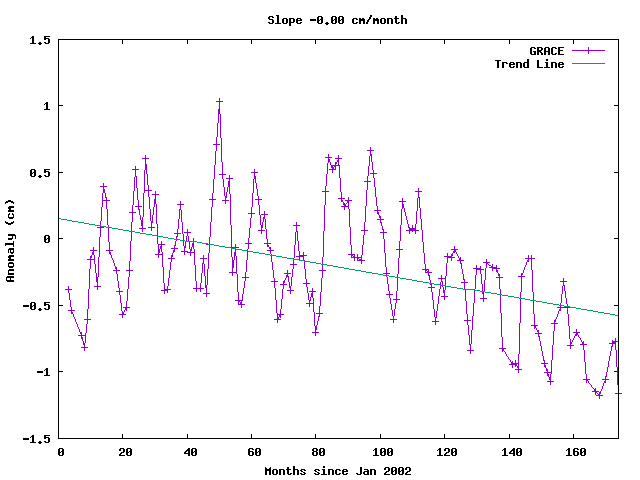 Slope -0.00 cm/month
GRACE
Trend Line
1.5
1
0.5
0
-0.5
-1
-1.5
Anomaly (cm)
0 20 40 60 80 100 120 140 160
Months since Jan 2002